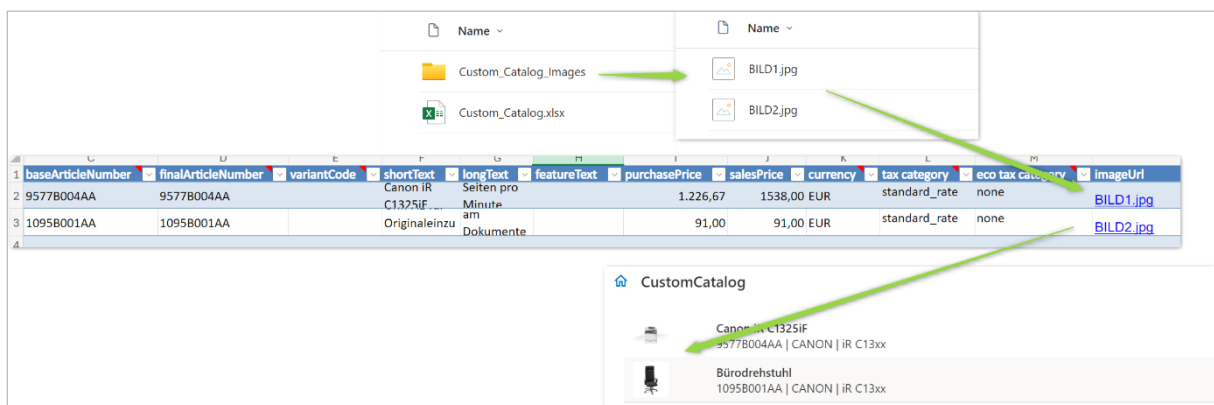 Name
Name
Custom_Catalog_Images
BILD1.jpg
Custom_Catalog.xlsx
BILD2.jpg
C D E F G H I J K L M
1 baseArticleNumber finalArticleNumber variantCode shortText longText featureText purchasePrice salesPrice currency tax category eco tax category imageUrl
2 9577B004AA 9577B004AA Canon iR C1325iF Seiten pro Minute 1.226,67 1538,00 EUR standard_rate none BILD1.jpg
3 1095B001AA 1095B001AA Originaleinzu am Dokumente 91,00 91,00 EUR standard_rate none BILD2.jpg
4
CustomCatalog
Canon iR C1325iF
9577B004AA | CANON | iR C13xx
Bürodrehstuhl
1095B001AA | CANON | iR C13xx